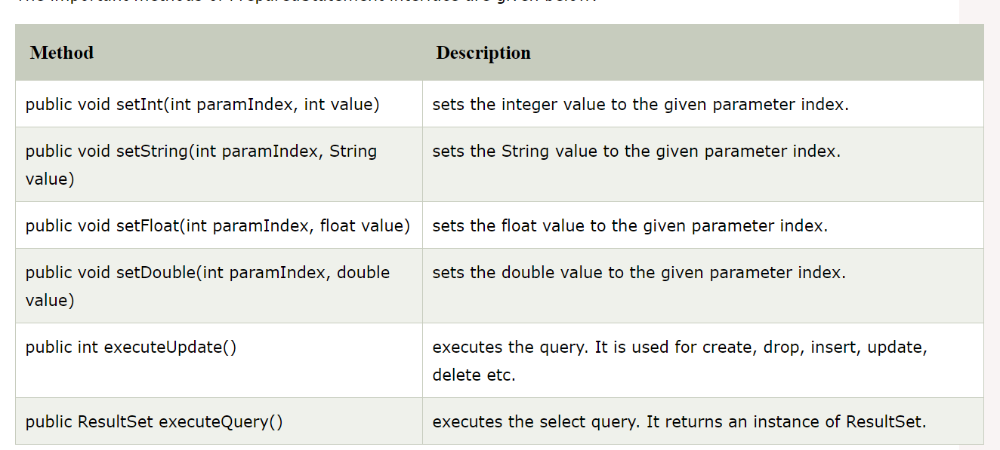 The important methods of PreparedStatement interface are given below:
Method
Description
public void setInt(int paramIndex, int value)
sets the integer value to the given parameter index.
public void setString(int paramIndex, String
value)
sets the String value to the given parameter index.
public void setFloat(int paramIndex, float value)
sets the float value to the given parameter index.
public void setDouble(int paramIndex, double
value)
sets the double value to the given parameter index.
public int executeUpdate()
executes the query. It is used for create, drop, insert, update,
delete etc.
public ResultSet executeQuery()
executes the select query. It returns an instance of ResultSet.